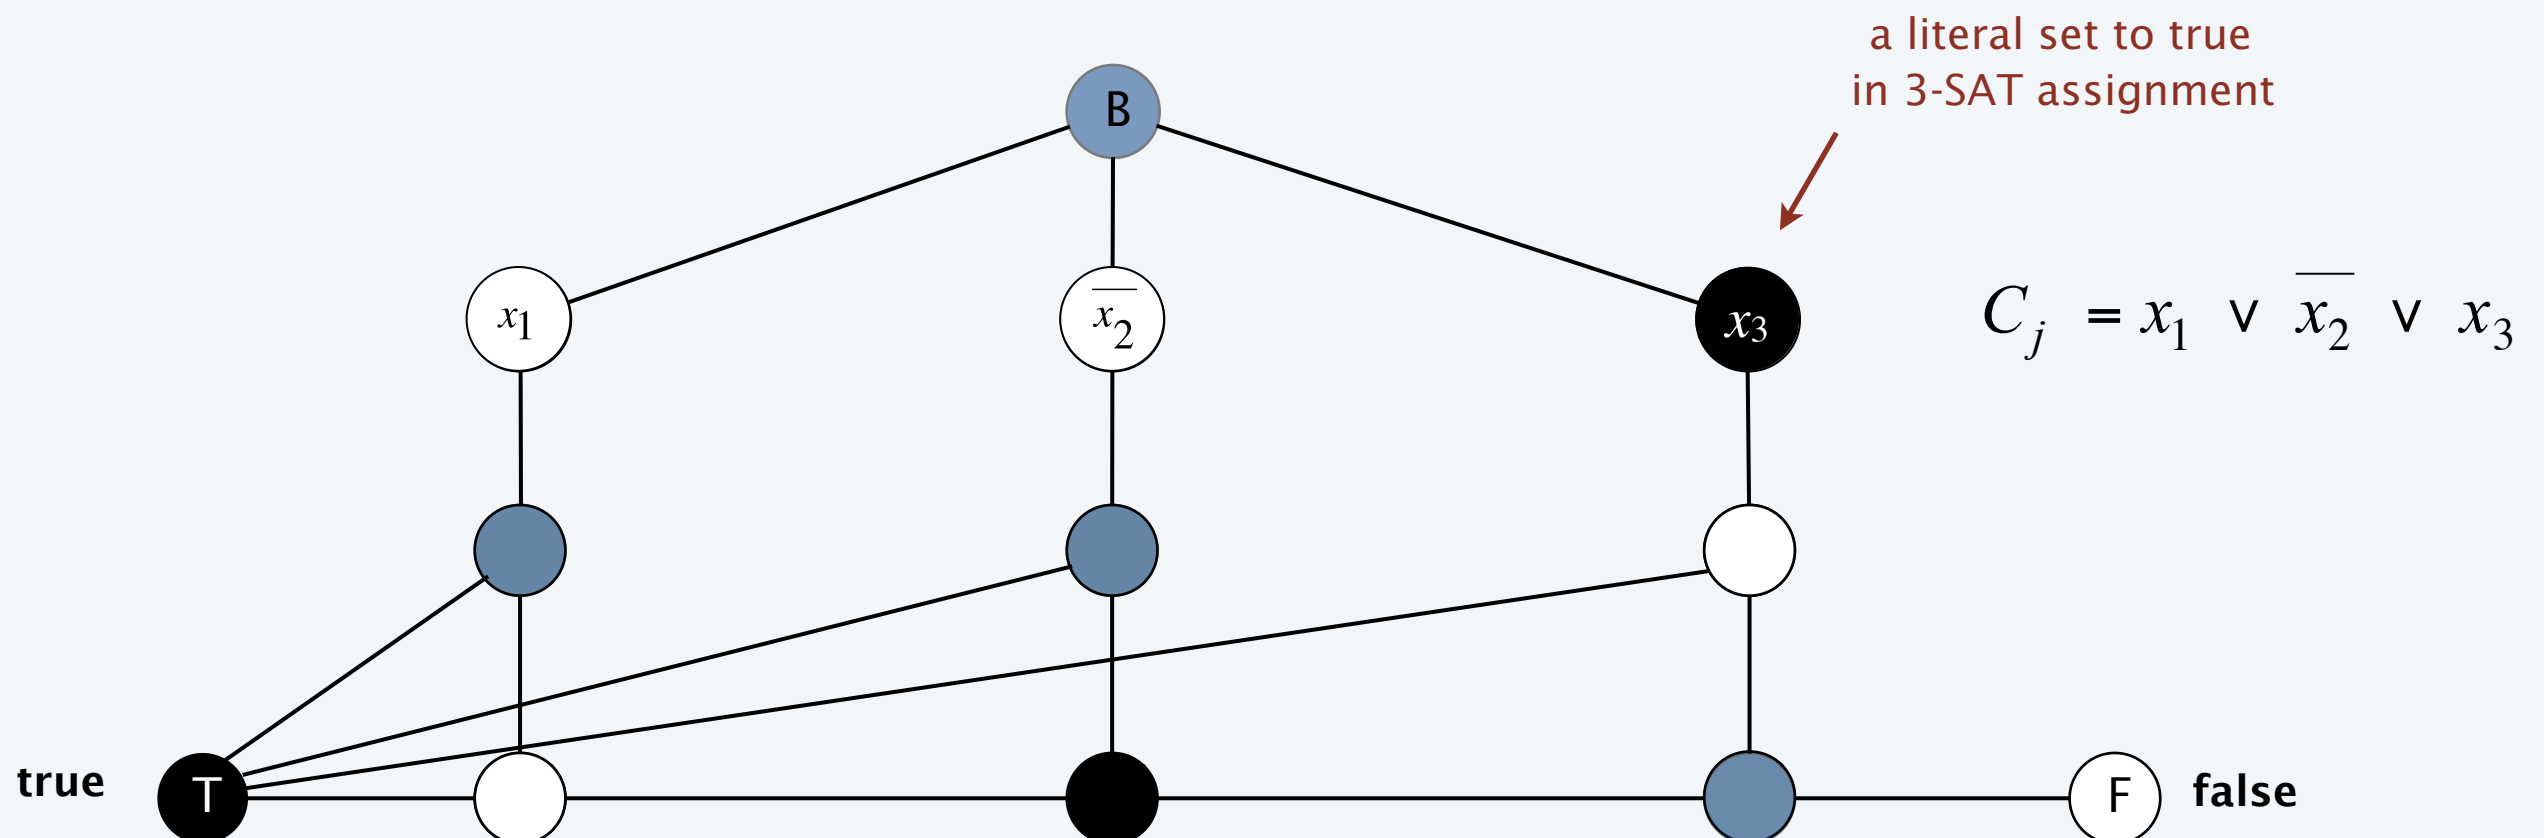 a literal set to true
in 3-SAT assignment
B
x₁
x̅₂
x₃
Cⱼ = x₁ ∨ x̅₂ ∨ x₃
true
T
F
false